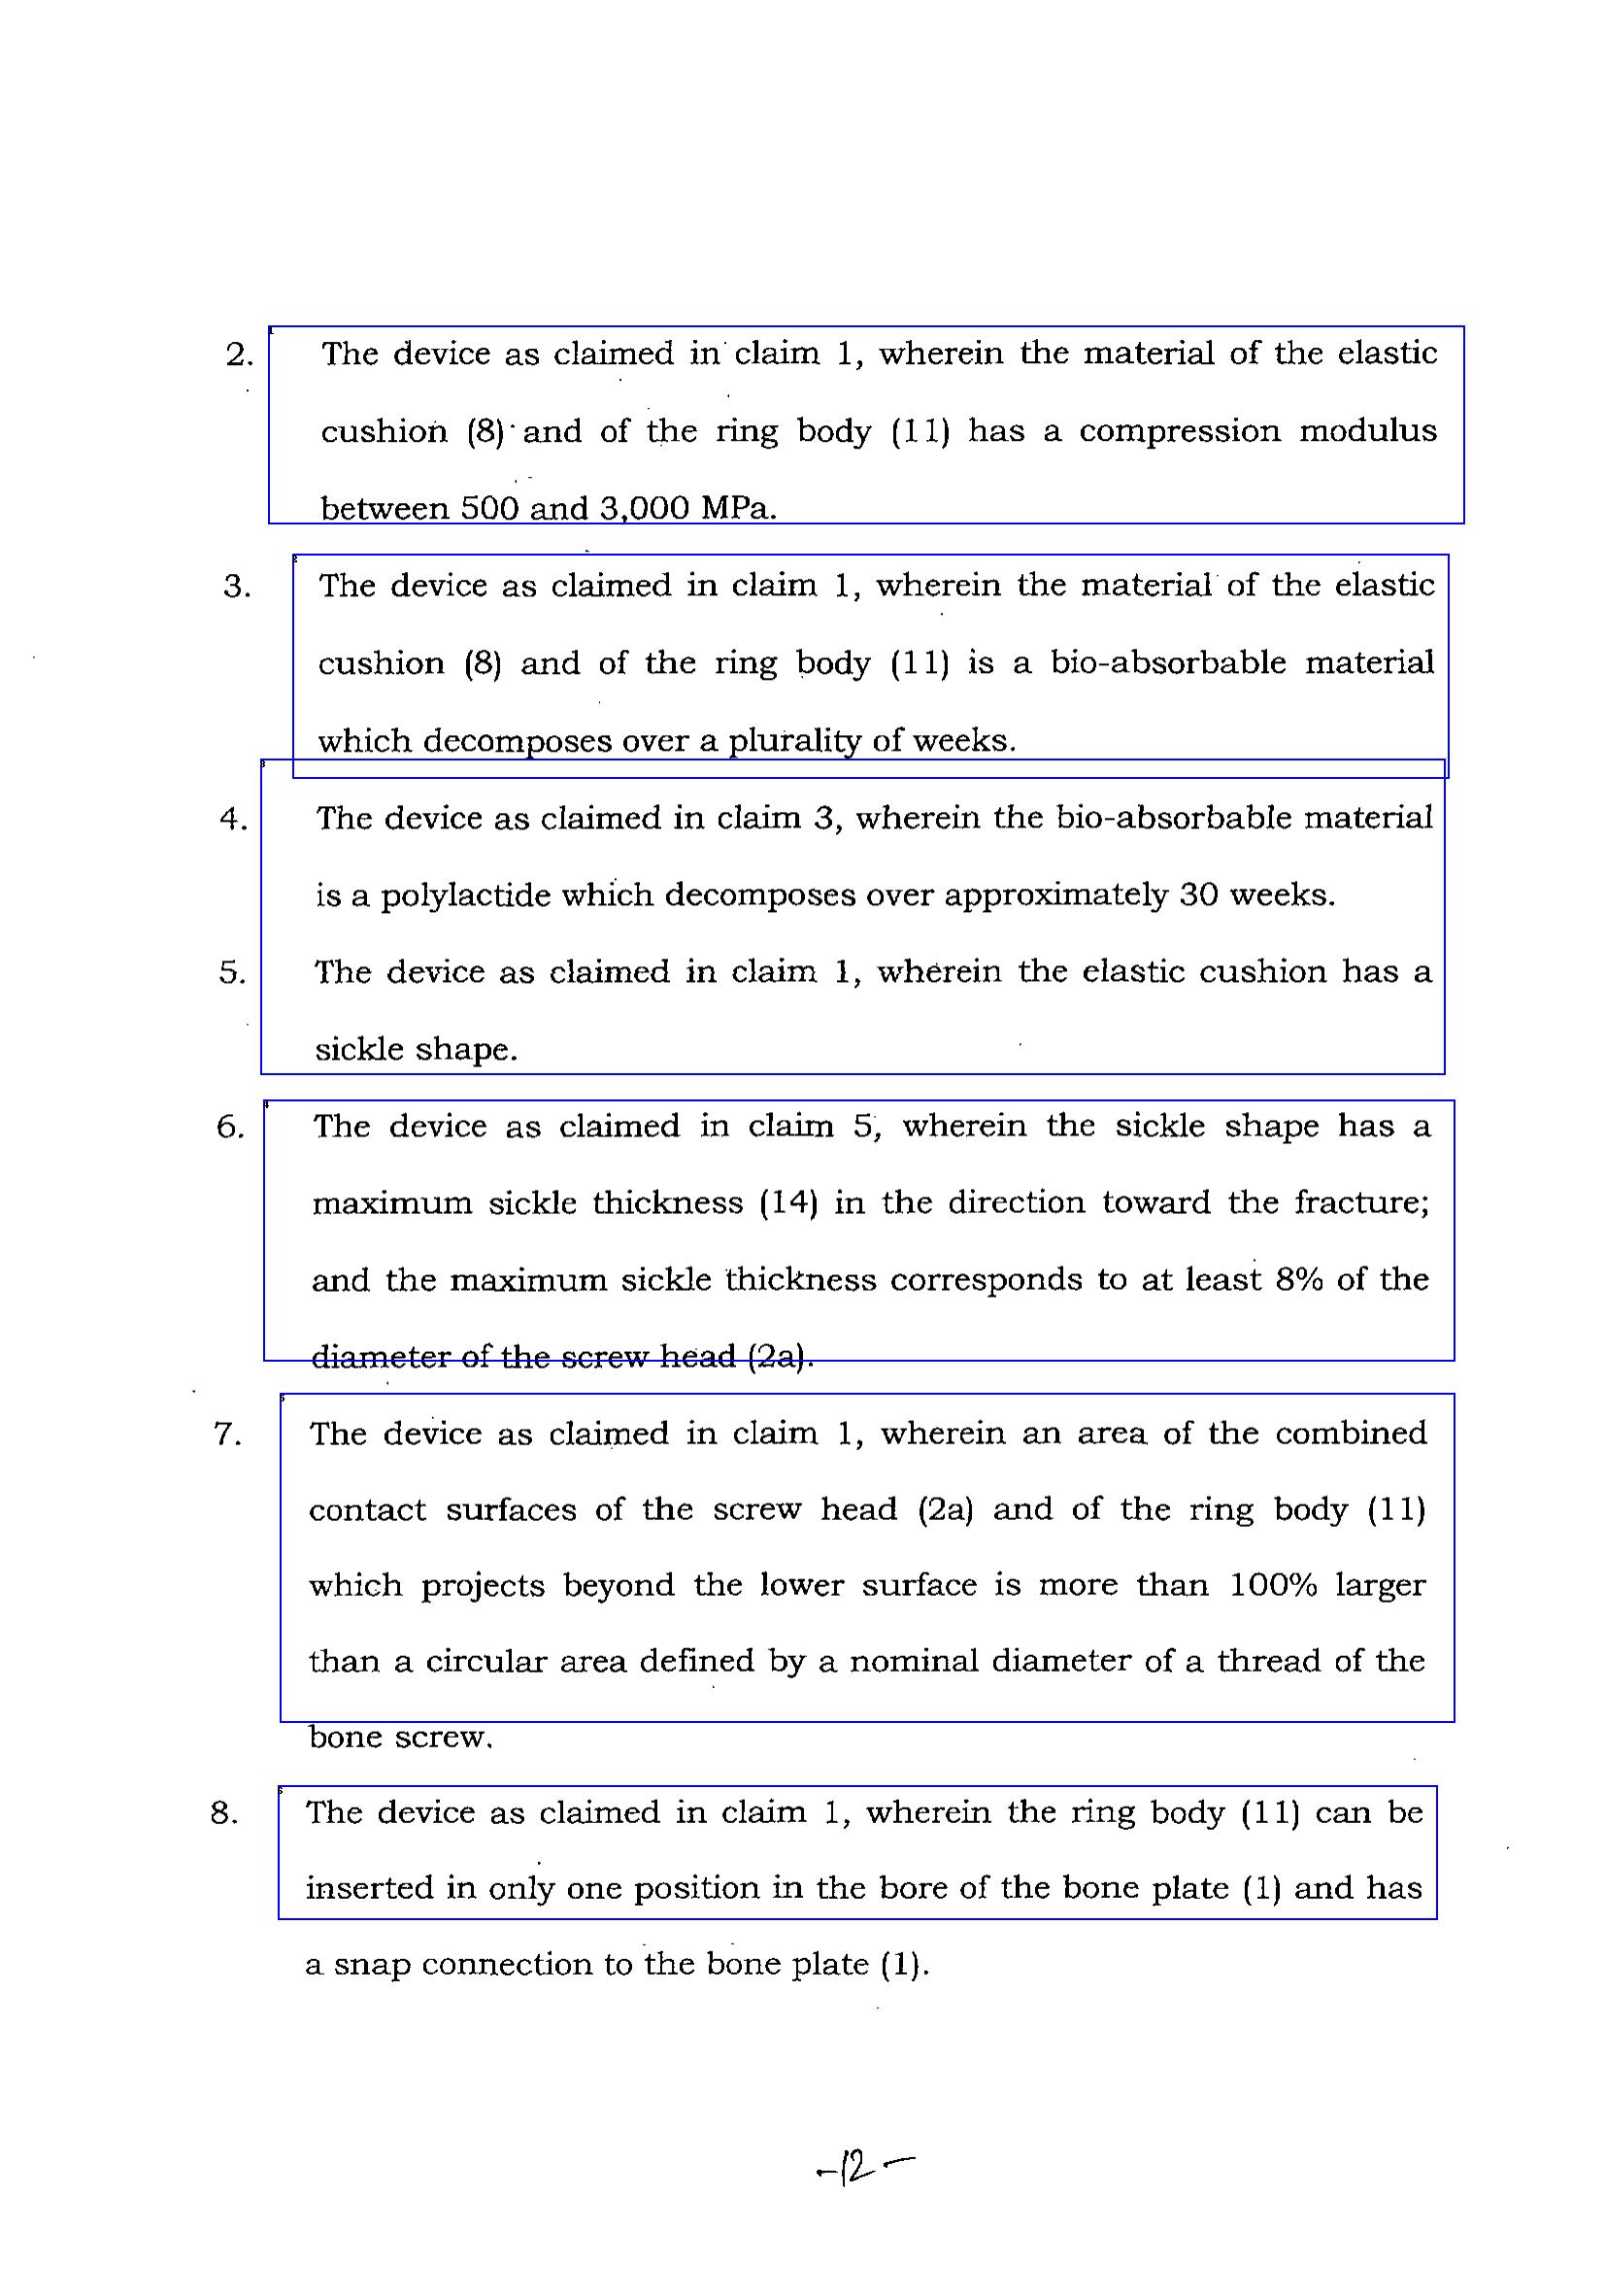 2. The device as claimed in claim 1, wherein the material of the elastic
cushion (8) and of the ring body (11) has a compression modulus
between 500 and 3,000 MPa.
3. The device as claimed in claim 1, wherein the material of the elastic
cushion (8) and of the ring body (11) is a bio-absorbable material
which decomposes over a plurality of weeks.
4. The device as claimed in claim 3, wherein the bio-absorbable material
is a polylactide which decomposes over approximately 30 weeks.
5. The device as claimed in claim 1, wherein the elastic cushion has a
sickle shape.
6. The device as claimed in claim 5, wherein the sickle shape has a
maximum sickle thickness (14) in the direction toward the fracture;
and the maximum sickle thickness corresponds to at least 8% of the
diameter of the screw head (2a).
7. The device as claimed in claim 1, wherein an area of the combined
contact surfaces of the screw head (2a) and of the ring body (11)
which projects beyond the lower surface is more than 100% larger
than a circular area defined by a nominal diameter of a thread of the
bone screw.
8. The device as claimed in claim 1, wherein the ring body (11) can be
inserted in only one position in the bore of the bone plate (1) and has
a snap connection to the bone plate (1).
-12-